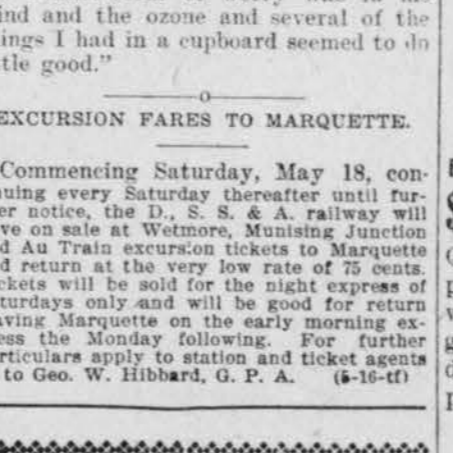 ind and the ozone and several of the
ings I had in a cupboard seemed to do
tle good."
o
EXCURSION FARES TO MARQUETTE.
Commencing Saturday, May 18, con-
nuing every Saturday thereafter until fur-
er notice, the D., S. S. & A. railway will
ve on sale at Wetmore, Munising Junction
d Au Train excursion tickets to Marquette
d return at the very low rate of 75 cents.
ckets will be sold for the night express of
turdays only and will be good for return
aving Marquette on the early morning ex-
ess the Monday following. For further
rticulars apply to station and ticket agents
to Geo. W. Hibbard, G. P. A. (5-16-tf)